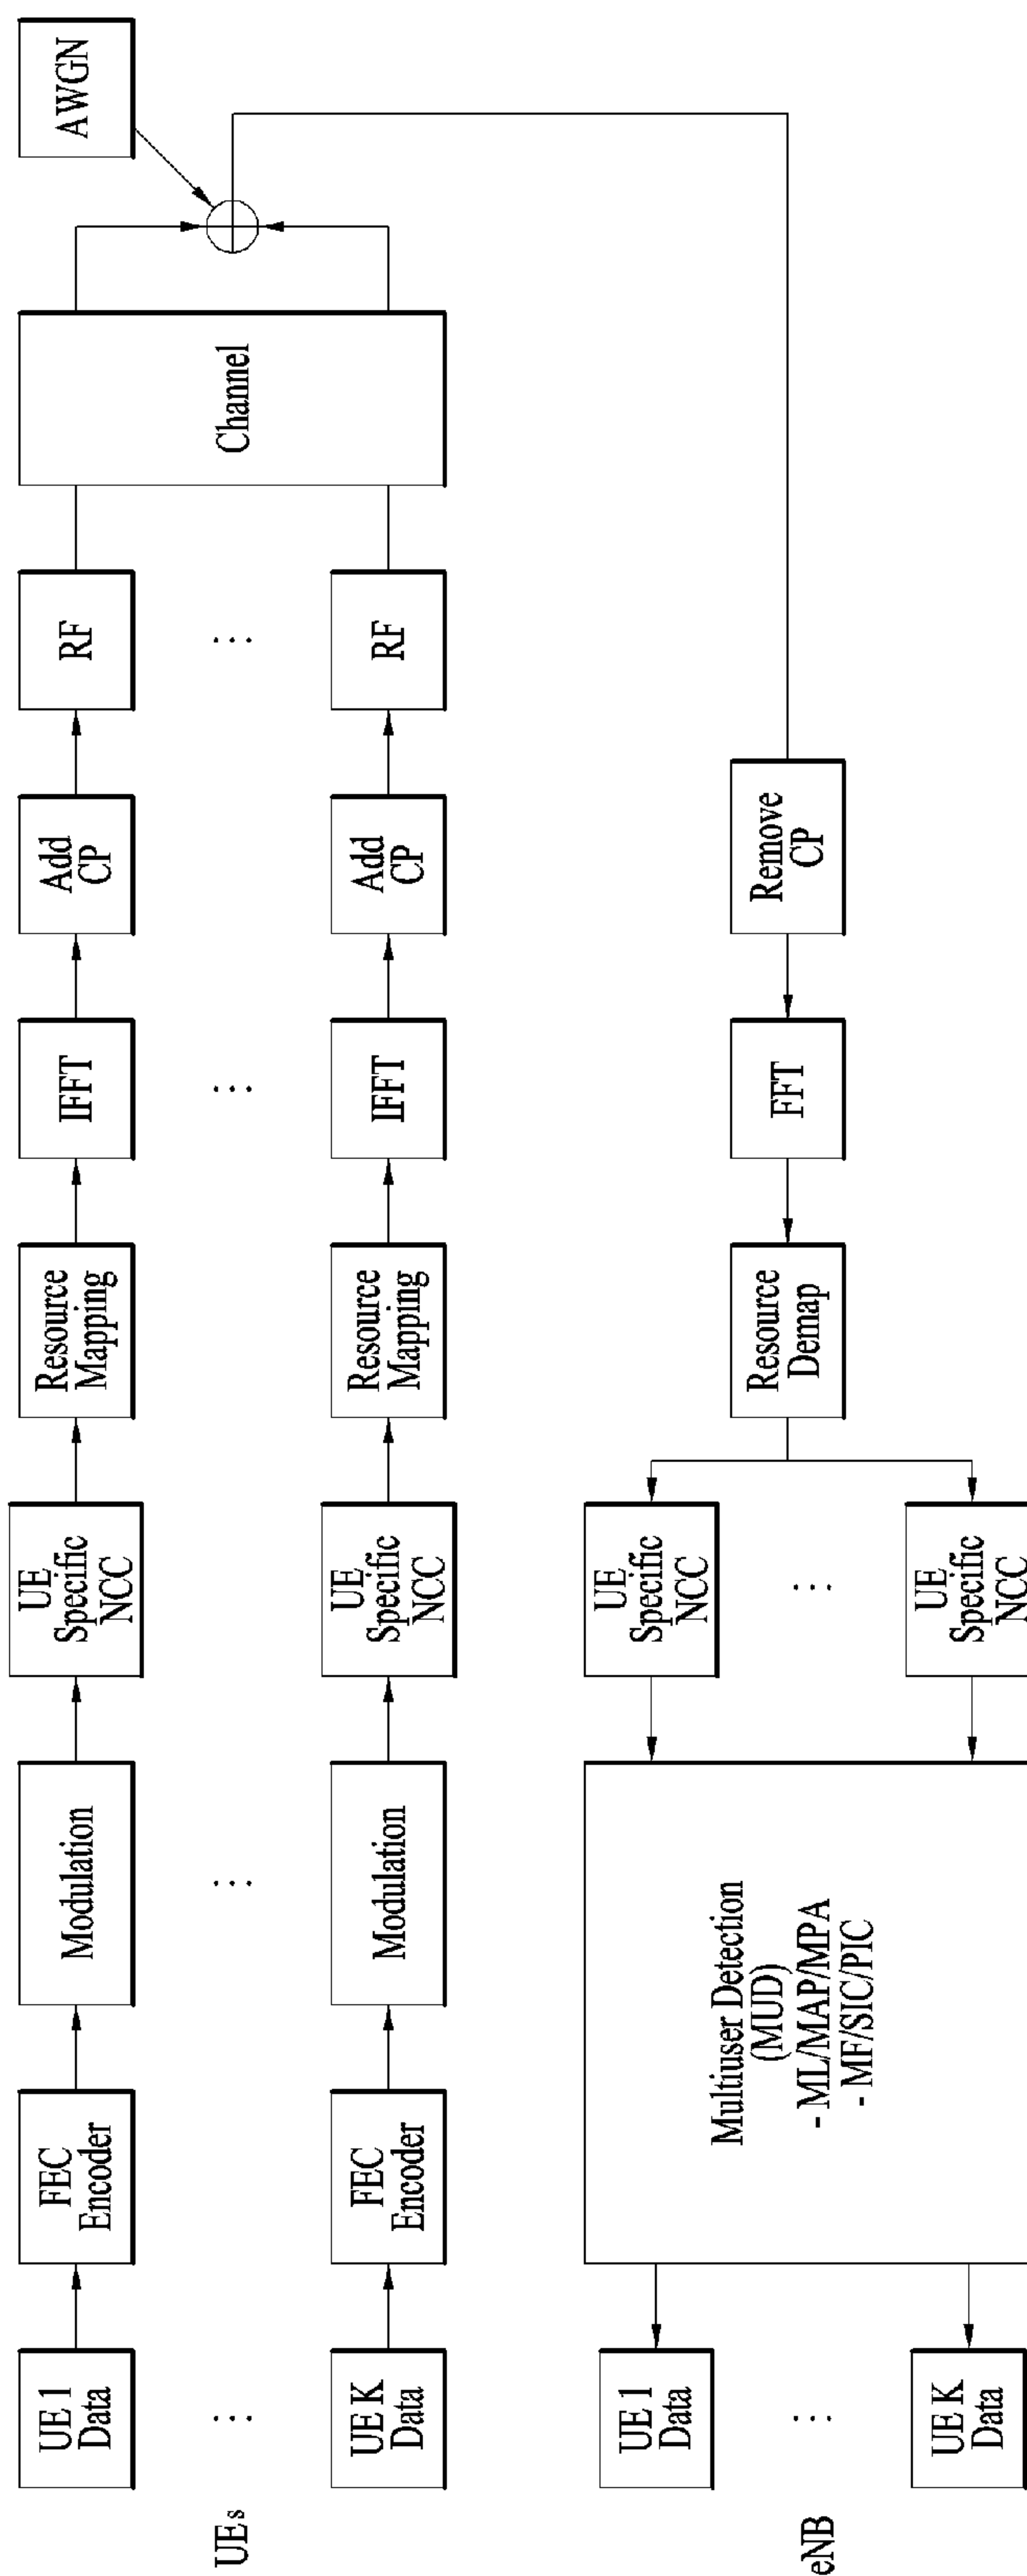 UEs
UE 1
Data
FEC
Encoder
Modulation
UE
Specific
NCC
Resource
Mapping
IFFT
Add
CP
RF
Channel
AWGN
...
...
...
...
UE K
Data
FEC
Encoder
Modulation
UE
Specific
NCC
Resource
Mapping
IFFT
Add
CP
RF
eNB
UE 1
Data
Multiuser Detection
(MUD)
- ML/MAP/MPA
- MF/SIC/PIC
UE
Specific
NCC
Resource
Demap
FFT
Remove
CP
...
...
UE K
Data
UE
Specific
NCC